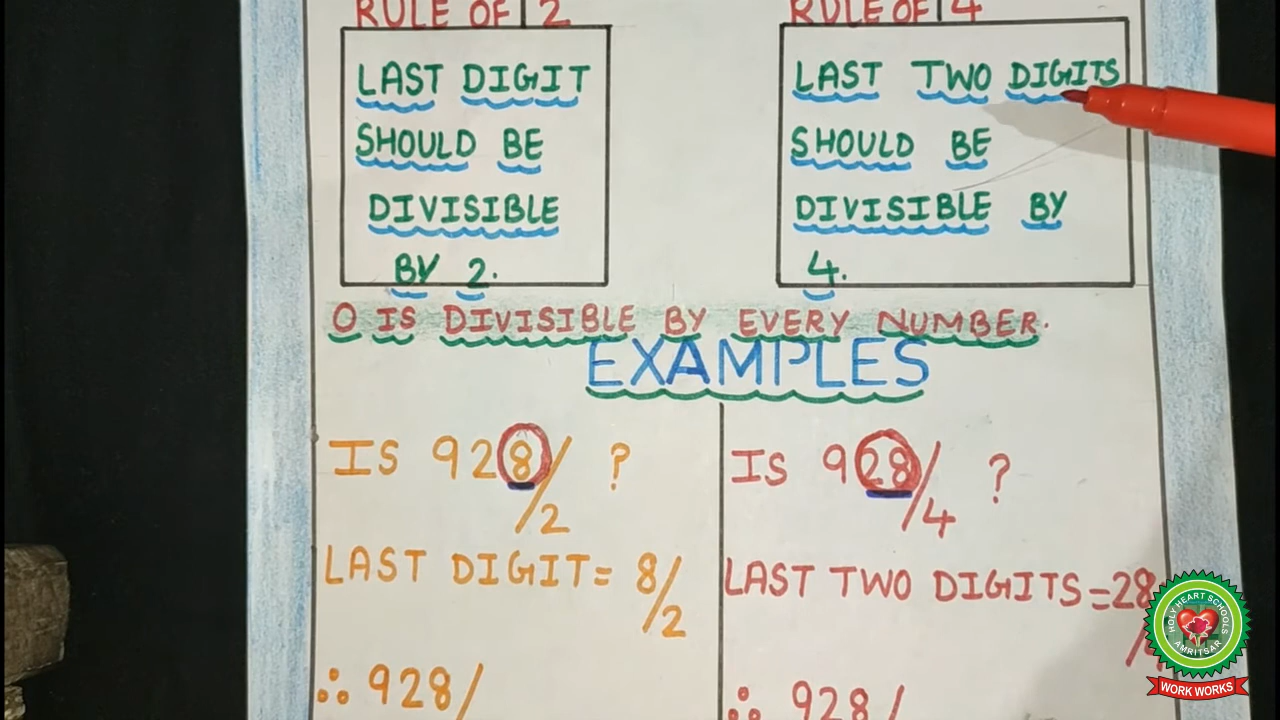 RULE OF 2
LAST DIGIT
SHOULD BE
DIVISIBLE
BY 2.
RULE OF 4
LAST TWO DIGITS
SHOULD BE
DIVISIBLE BY
4.
0 IS DIVISIBLE BY EVERY NUMBER.
EXAMPLES
IS 928/2 ?
LAST DIGIT = 8/2
∴ 928/
IS 928/4 ?
LAST TWO DIGITS = 28/4
∴ 928/
HOLY HEART SCHOOLS
AMRITSAR
WORK WORKS